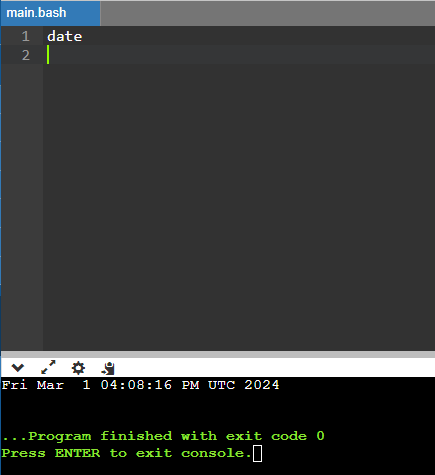 main.bash
1 date
2
Fri Mar  1 04:08:16 PM UTC 2024
...Program finished with exit code 0
Press ENTER to exit console.